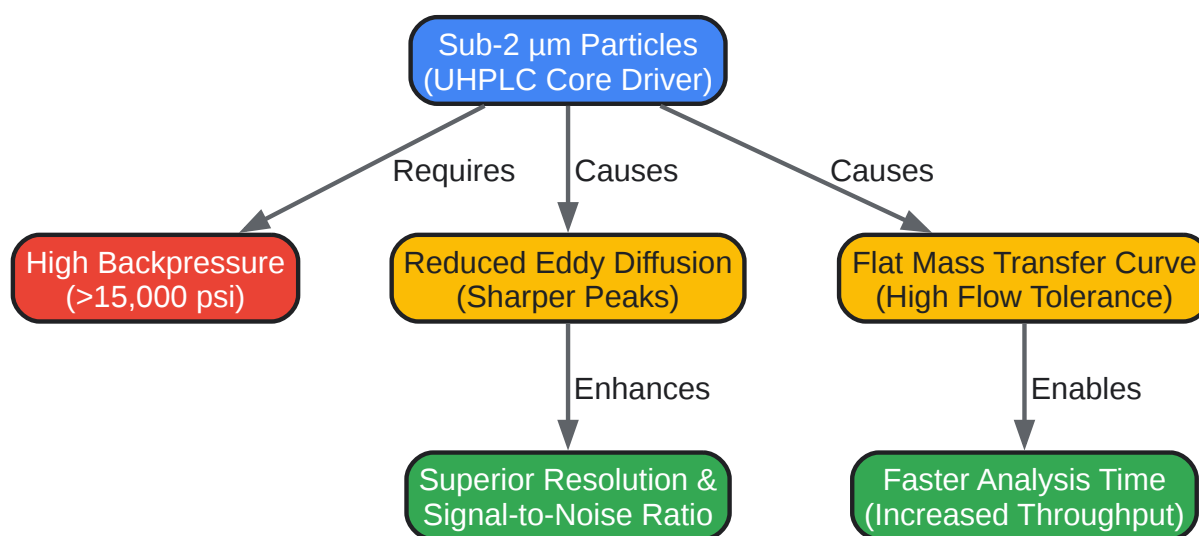 Sub-2 µm Particles
(UHPLC Core Driver)
Requires
Causes
Causes
High Backpressure
(>15,000 psi)
Reduced Eddy Diffusion
(Sharper Peaks)
Flat Mass Transfer Curve
(High Flow Tolerance)
Enhances
Enables
Superior Resolution &
Signal-to-Noise Ratio
Faster Analysis Time
(Increased Throughput)